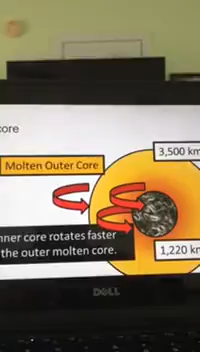 core
3,500 km
Molten Outer Core
nner core rotates faster
the outer molten core.
1,220 km
DELL